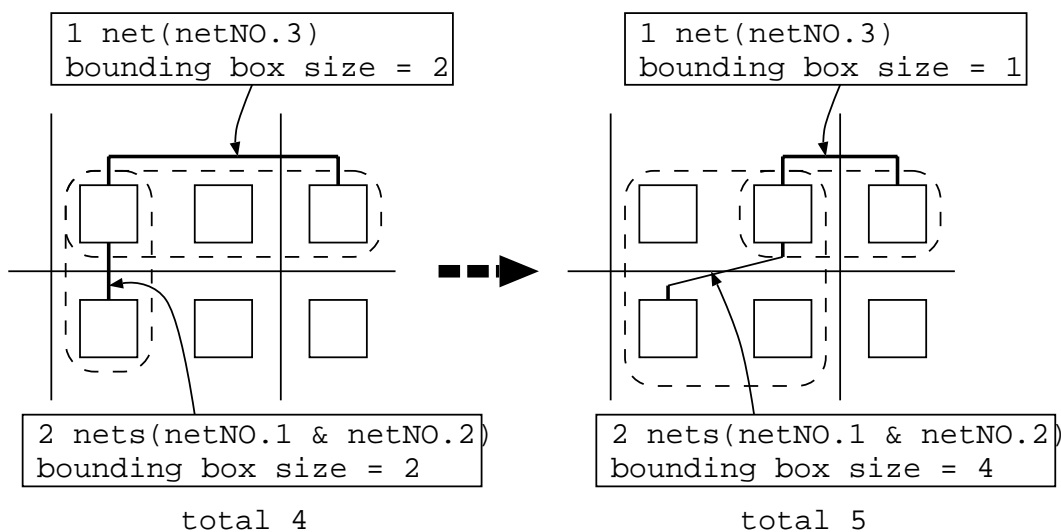 1 net(netNO.3)
bounding box size = 2
1 net(netNO.3)
bounding box size = 1
2 nets(netNO.1 & netNO.2)
bounding box size = 2
2 nets(netNO.1 & netNO.2)
bounding box size = 4
total 4
total 5